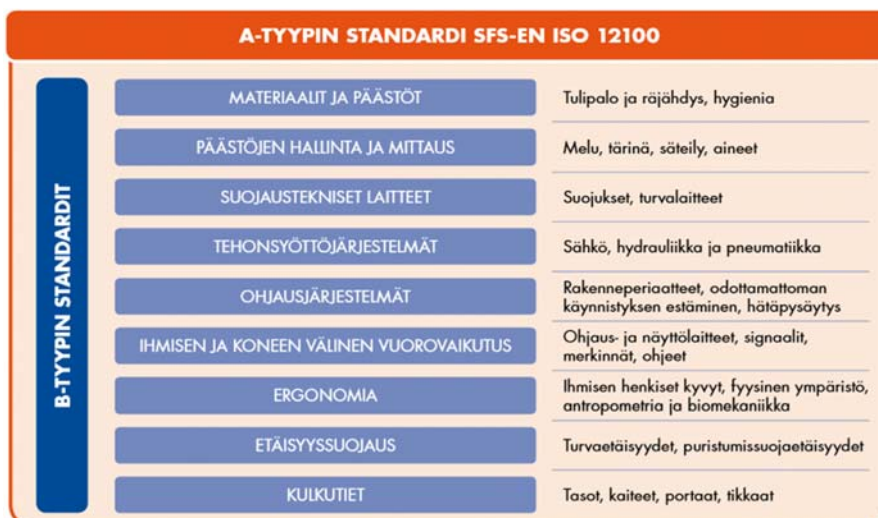 A-TYYPIN STANDARDI SFS-EN ISO 12100
B-TYYPIN STANDARDIT
MATERIAALIT JA PÄÄSTÖT
Tulipalo ja räjähdys, hygienia
PÄÄSTÖJEN HALLINTA JA MITTAUS
Melu, tärinä, säteily, aineet
SUOJAUSTEKNISET LAITTEET
Suojukset, turvalaitteet
TEHONSYÖTTÖJÄRJESTELMÄT
Sähkö, hydrauliikka ja pneumatiikka
OHJAUSJÄRJESTELMÄT
Rakenneperiaatteet, odottamattoman
käynnistyksen estäminen, hätäpysäytys
IHMISEN JA KONEEN VÄLINEN VUOROVAIKUTUS
Ohjaus- ja näyttölaitteet, signaalit,
merkinnät, ohjeet
ERGONOMIA
Ihmisen henkiset kyvyt, fyysinen ympäristö,
antropometria ja biomekaniikka
ETÄISYYSSUOJAUS
Turvaetäisyydet, puristumissuojaetäisyydet
KULKUTIET
Tasot, kaiteet, portaat, tikkaat